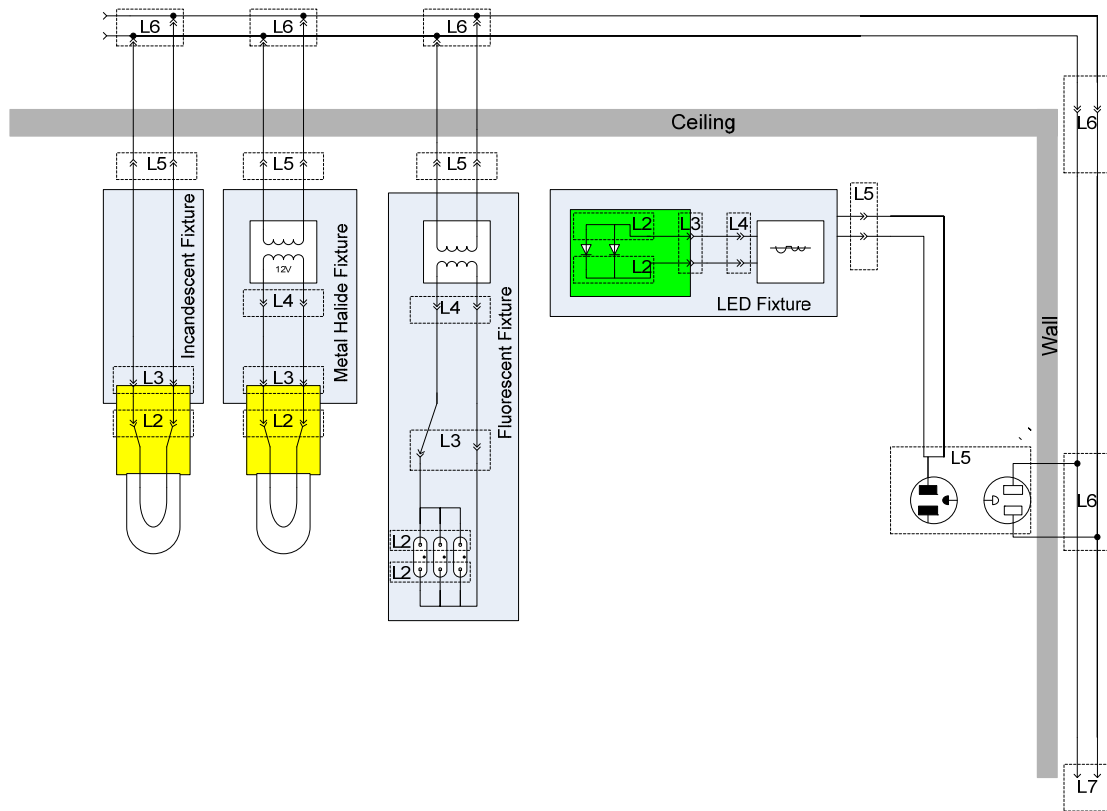 L6 L6 L6
Ceiling
L6
L5 L5 L5 L5
Incandescent Fixture
Metal Halide Fixture
Fluorescent Fixture
L2 L3 L4
L2
LED Fixture
12V
L4 L4
Wall
L3 L3
L2 L2
L3
L5
L6
L2
L2
L7